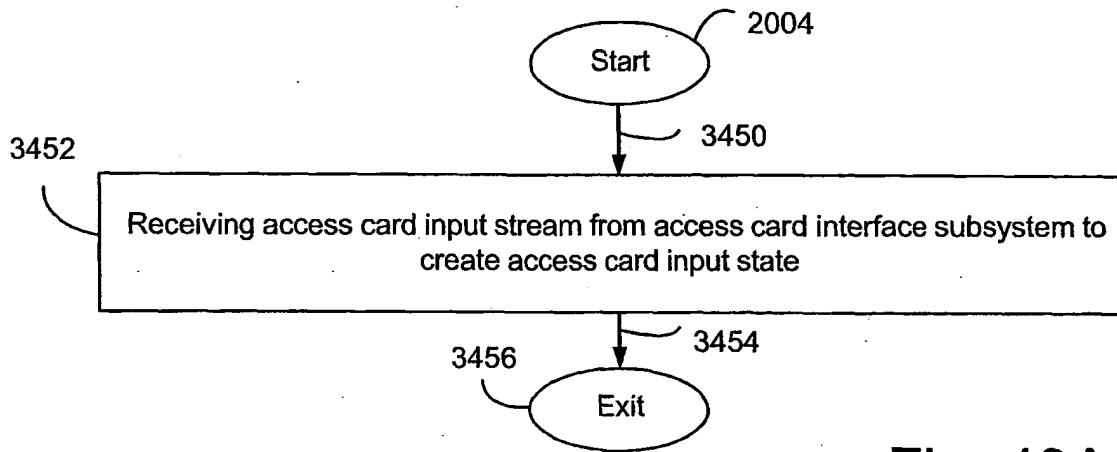 2004
Start
3450
3452
Receiving access card input stream from access card interface subsystem to
create access card input state
3454
3456
Exit